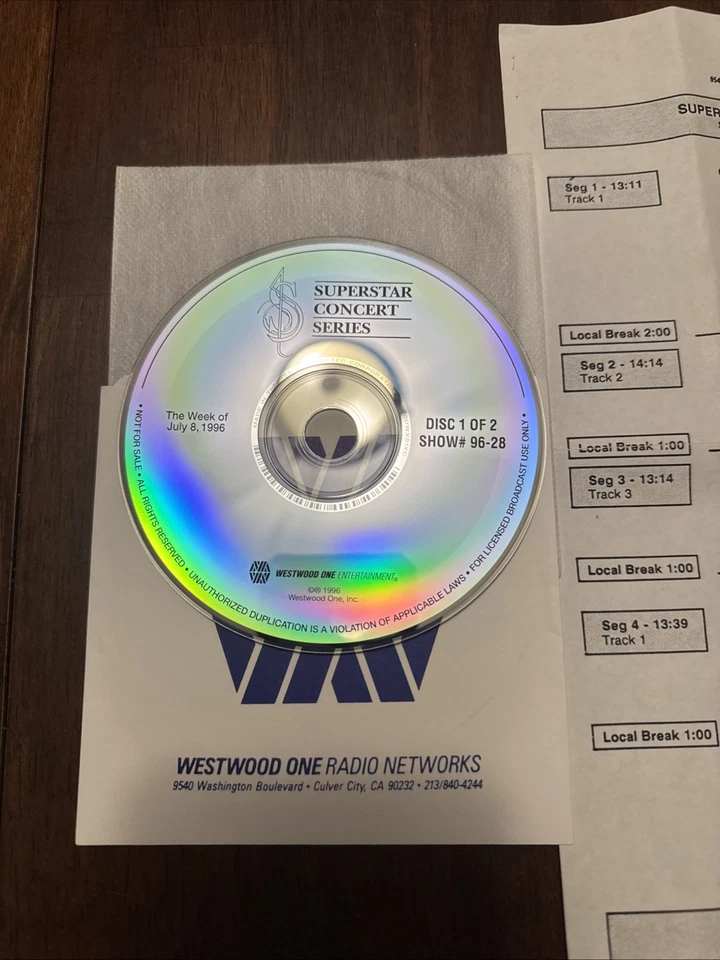 SUPERSTAR
CONCERT
SERIES
The Week of
July 8, 1996
DISC 1 OF 2
SHOW# 96-28
WESTWOOD ONE ENTERTAINMENT®
©℗ 1996
Westwood One, Inc.
• NOT FOR SALE • ALL RIGHTS RESERVED • UNAUTHORIZED DUPLICATION IS A VIOLATION OF APPLICABLE LAWS • FOR LICENSED BROADCAST USE ONLY •
WESTWOOD ONE RADIO NETWORKS
9540 Washington Boulevard • Culver City, CA 90232 • 213/840-4244
SUPER
Seg 1 - 13:11
Track 1
Local Break 2:00
Seg 2 - 14:14
Track 2
Local Break 1:00
Seg 3 - 13:14
Track 3
Local Break 1:00
Seg 4 - 13:39
Track 1
Local Break 1:00